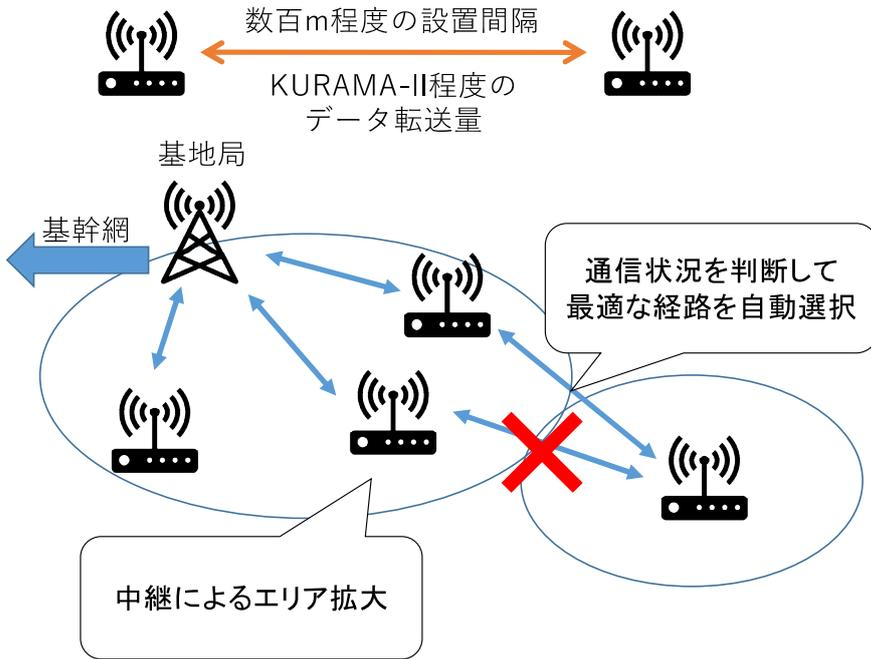 数百m程度の設置間隔
KURAMA-II程度の
データ転送量
基地局
基幹網
通信状況を判断して
最適な経路を自動選択
中継によるエリア拡大